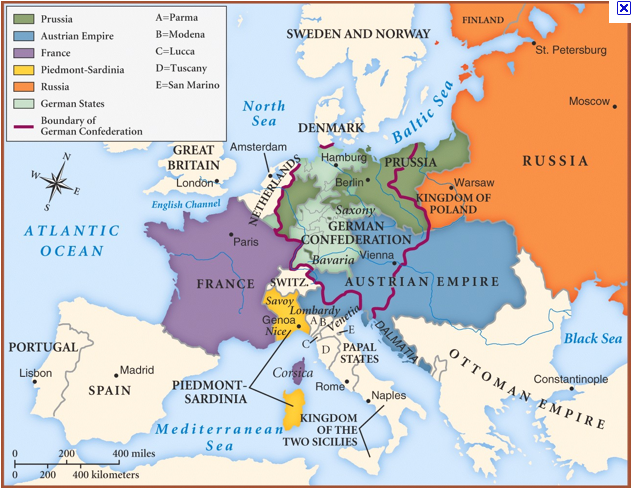 Prussia
Austrian Empire
France
Piedmont-Sardinia
Russia
German States
Boundary of
German Confederation
A=Parma
B=Modena
C=Lucca
D=Tuscany
E=San Marino
SWEDEN AND NORWAY
FINLAND
St. Petersburg
Moscow
RUSSIA
North
Sea
Baltic Sea
DENMARK
GREAT
BRITAIN
London
Amsterdam
NETHERLANDS
Hamburg
Berlin
PRUSSIA
Warsaw
KINGDOM OF
POLAND
English Channel
ATLANTIC
OCEAN
N
W
E
S
Paris
FRANCE
Saxony
GERMAN
CONFEDERATION
Bavaria
Vienna
AUSTRIAN EMPIRE
SWITZ.
Savoy
Lombardy
Venetia
Genoa
Nice
A
B
C
D
E
DALMATIA
PAPAL
STATES
Corsica
Rome
Naples
PIEDMONT-
SARDINIA
KINGDOM
OF THE
TWO SICILIES
Mediterranean
Sea
PORTUGAL
Lisbon
Madrid
SPAIN
Black Sea
Constantinople
OTTOMAN EMPIRE
0 200 400 miles
0 200 400 kilometers